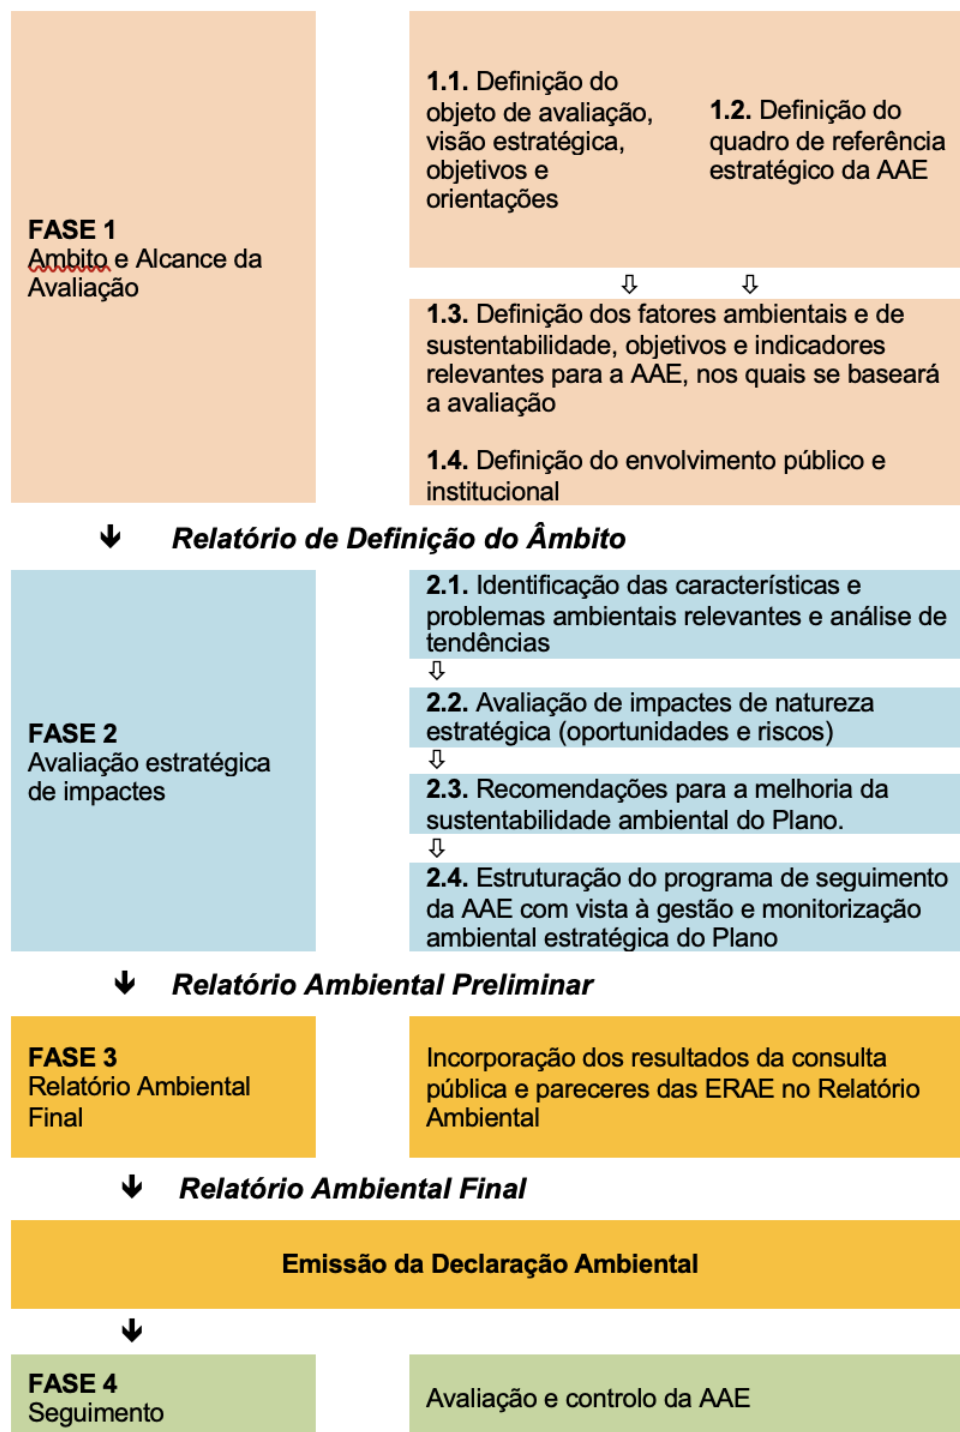 FASE 1
Ambito e Alcance da
Avaliação
1.1. Definição do
objeto de avaliação,
visão estratégica,
objetivos e
orientações
1.2. Definição do
quadro de referência
estratégico da AAE
⇩ ⇩
1.3. Definição dos fatores ambientais e de
sustentabilidade, objetivos e indicadores
relevantes para a AAE, nos quais se baseará
a avaliação
1.4. Definição do envolvimento público e
institucional
Relatório de Definição do Âmbito
FASE 2
Avaliação estratégica
de impactes
2.1. Identificação das características e
problemas ambientais relevantes e análise de
tendências
2.2. Avaliação de impactes de natureza
estratégica (oportunidades e riscos)
2.3. Recomendações para a melhoria da
sustentabilidade ambiental do Plano.
2.4. Estruturação do programa de seguimento
da AAE com vista à gestão e monitorização
ambiental estratégica do Plano
Relatório Ambiental Preliminar
FASE 3
Relatório Ambiental
Final
Incorporação dos resultados da consulta
pública e pareceres das ERAE no Relatório
Ambiental
Relatório Ambiental Final
Emissão da Declaração Ambiental
FASE 4
Seguimento
Avaliação e controlo da AAE